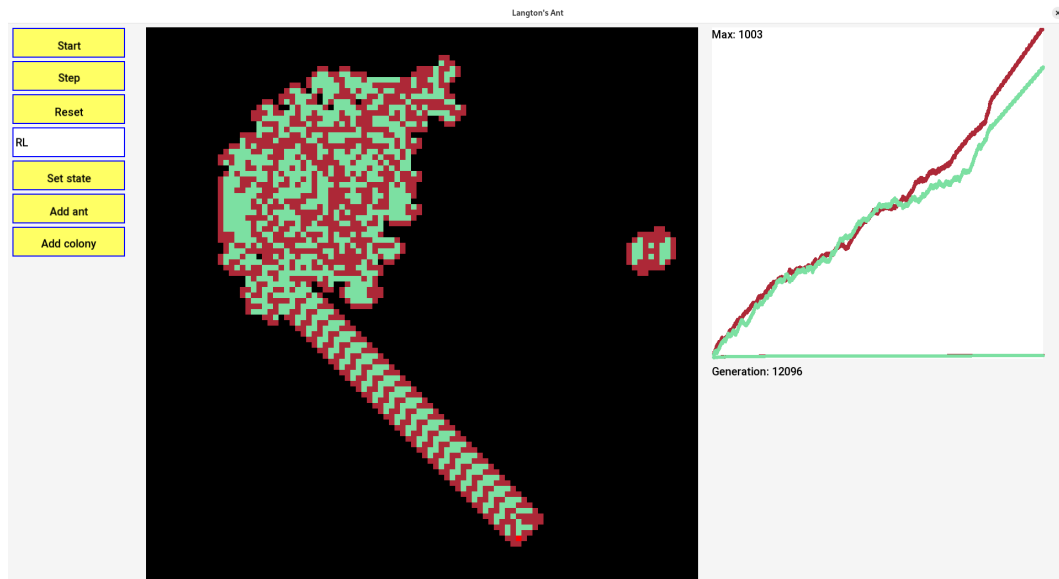 Langton's Ant
Start
Step
Reset
RL
Set state
Add ant
Add colony
Max: 1003
Generation: 12096